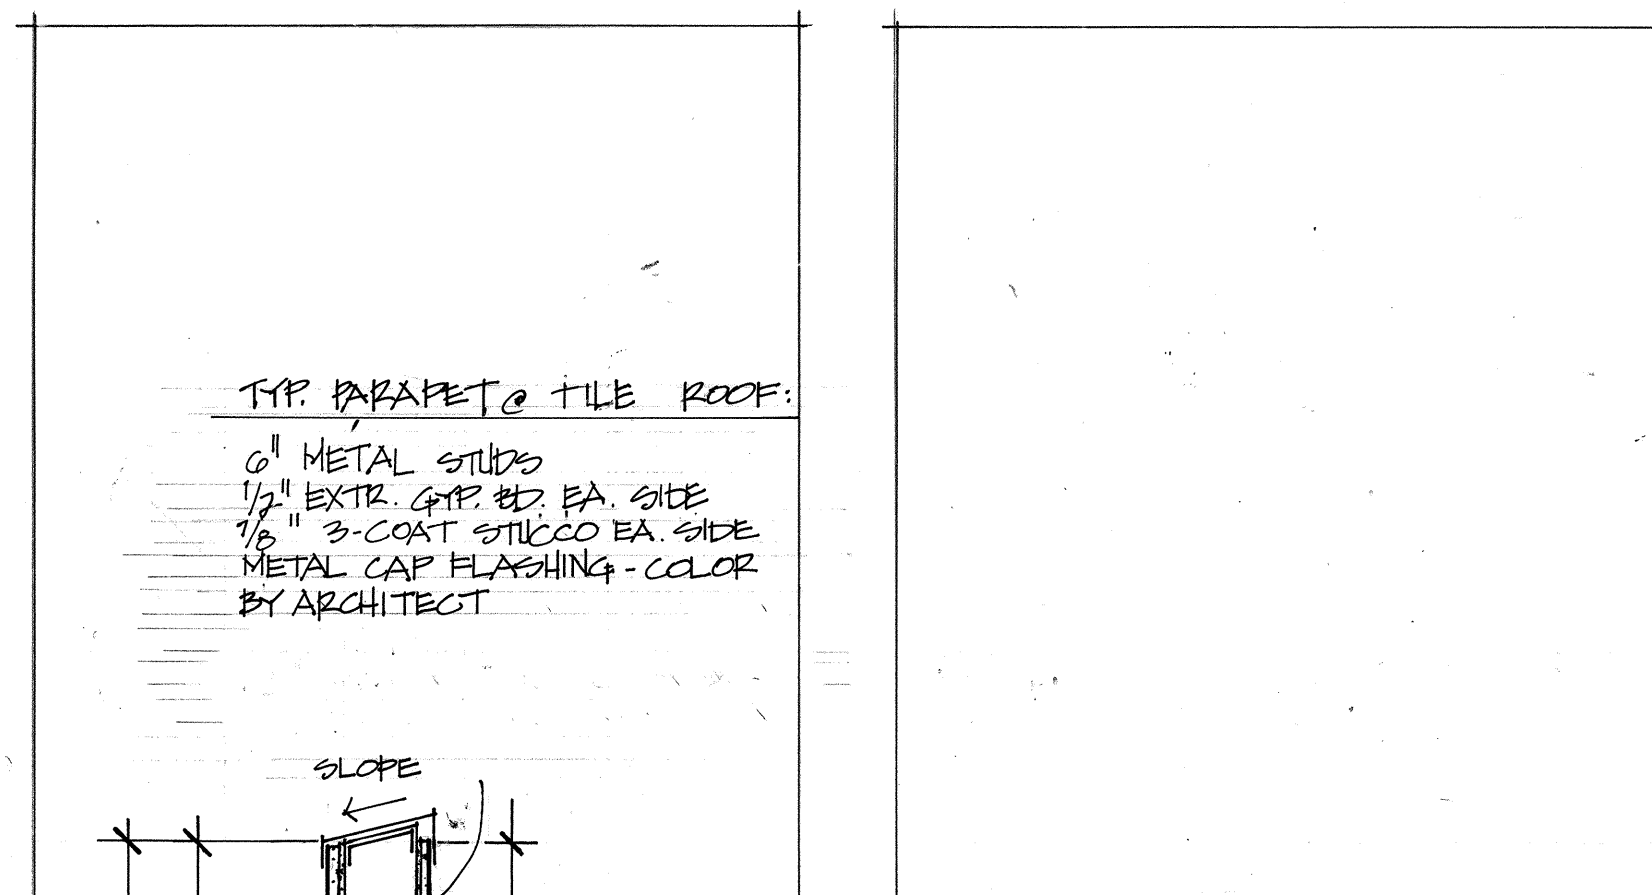 TYP. PARAPET @ TILE ROOF:
6" METAL STUDS
1/2" EXTR. GYP. BD. EA. SIDE
7/8" 3-COAT STUCCO EA. SIDE
METAL CAP FLASHING - COLOR
BY ARCHITECT
SLOPE